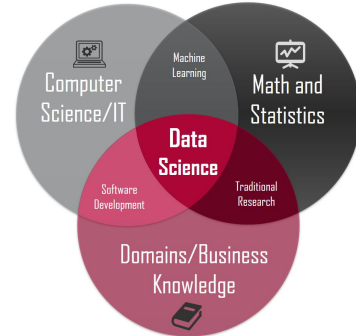 Machine
Learning
Computer
Science/IT
Math and
Statistics
Data
Science
Software
Development
Traditional
Research
Domains/Business
Knowledge